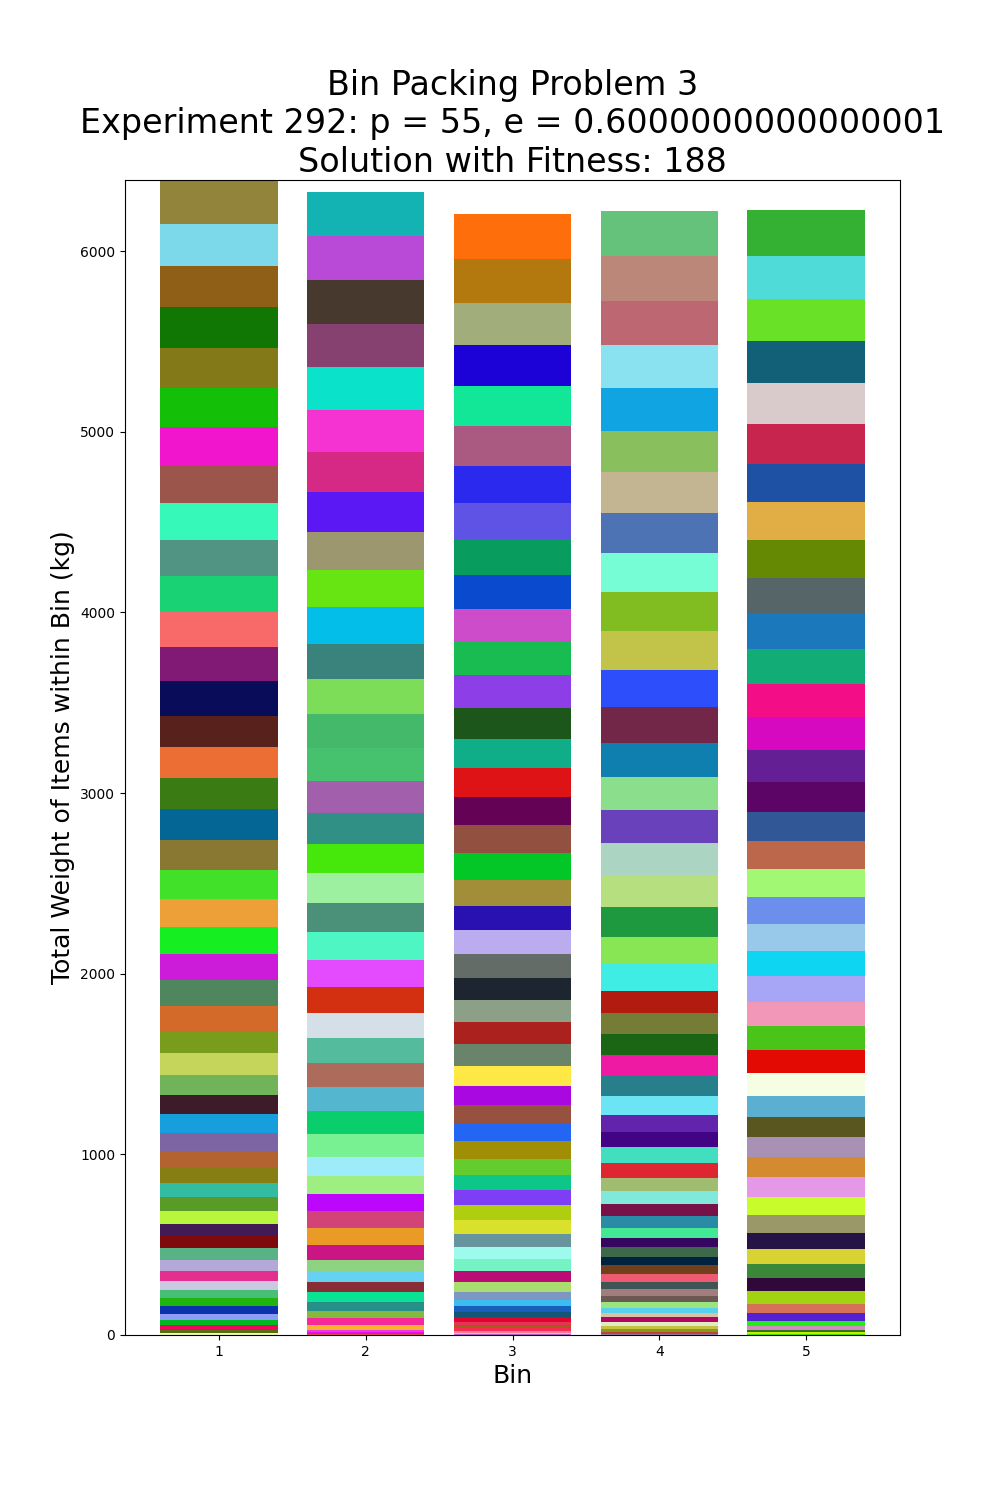 Bin Packing Problem 3
Experiment 292: p = 55, e = 0.6000000000000001
Solution with Fitness: 188
6000
5000
4000
3000
2000
1000
0
Total Weight of Items within Bin (kg)
1 2 3 4 5
Bin